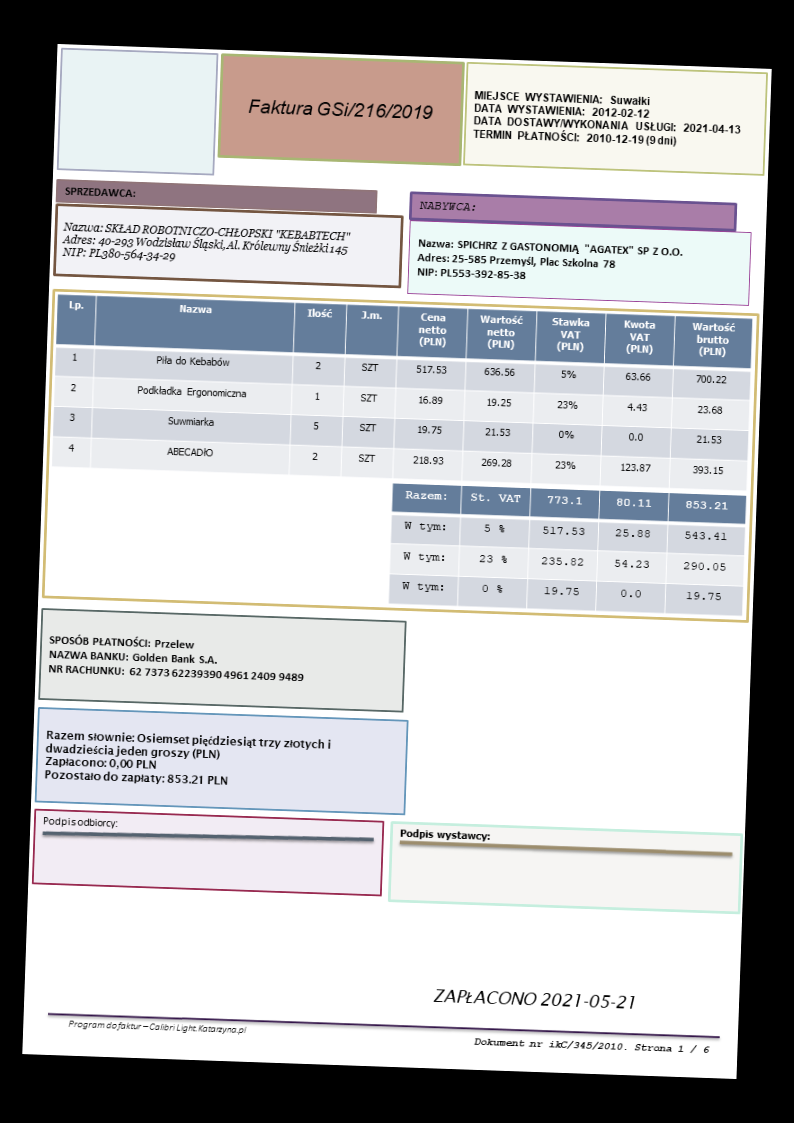 Faktura GSi/216/2019
MIEJSCE WYSTAWIENIA: Suwałki
DATA WYSTAWIENIA: 2012-02-12
DATA DOSTAWY/WYKONANIA USŁUGI: 2021-04-13
TERMIN PŁATNOŚCI: 2010-12-19 (9 dni)
SPRZEDAWCA:
Nazwa: SKŁAD ROBOTNICZO-CHŁOPSKI "KEBABTECH"
Adres: 40-293 Wodzisław Śląski, Al. Królewny Śnieżki 145
NIP: PL380-564-34-29
NABYWCA:
Nazwa: SPICHRZ Z GASTONOMIĄ "AGATEX" SP Z O.O.
Adres: 25-585 Przemyśl, Plac Szkolna 78
NIP: PL553-392-85-38
Lp. Nazwa Ilość J.m. Cena netto (PLN) Wartość netto (PLN) Stawka VAT (PLN) Kwota VAT (PLN) Wartość brutto (PLN)
1 Piła do Kebabów 2 SZT 517.53 636.56 5% 63.66 700.22
2 Podkładka Ergonomiczna 1 SZT 16.89 19.25 23% 4.43 23.68
3 Suwmiarka 5 SZT 19.75 21.53 0% 0.0 21.53
4 ABECADŁO 2 SZT 218.93 269.28 23% 123.87 393.15
Razem: St. VAT 773.1 80.11 853.21
W tym: 5 % 517.53 25.88 543.41
W tym: 23 % 235.82 54.23 290.05
W tym: 0 % 19.75 0.0 19.75
SPOSÓB PŁATNOŚCI: Przelew
NAZWA BANKU: Golden Bank S.A.
NR RACHUNKU: 62 7373 62239390 4961 2409 9489
Razem słownie: Osiemset pięćdziesiąt trzy złotych i
dwadzieścia jeden groszy (PLN)
Zapłacono: 0,00 PLN
Pozostało do zapłaty: 853.21 PLN
Podpis odbiorcy:
Podpis wystawcy:
ZAPŁACONO 2021-05-21
Program do faktur – Calibri Light.Katarzyna.pl
Dokument nr ikC/345/2010. Strona 1 / 6